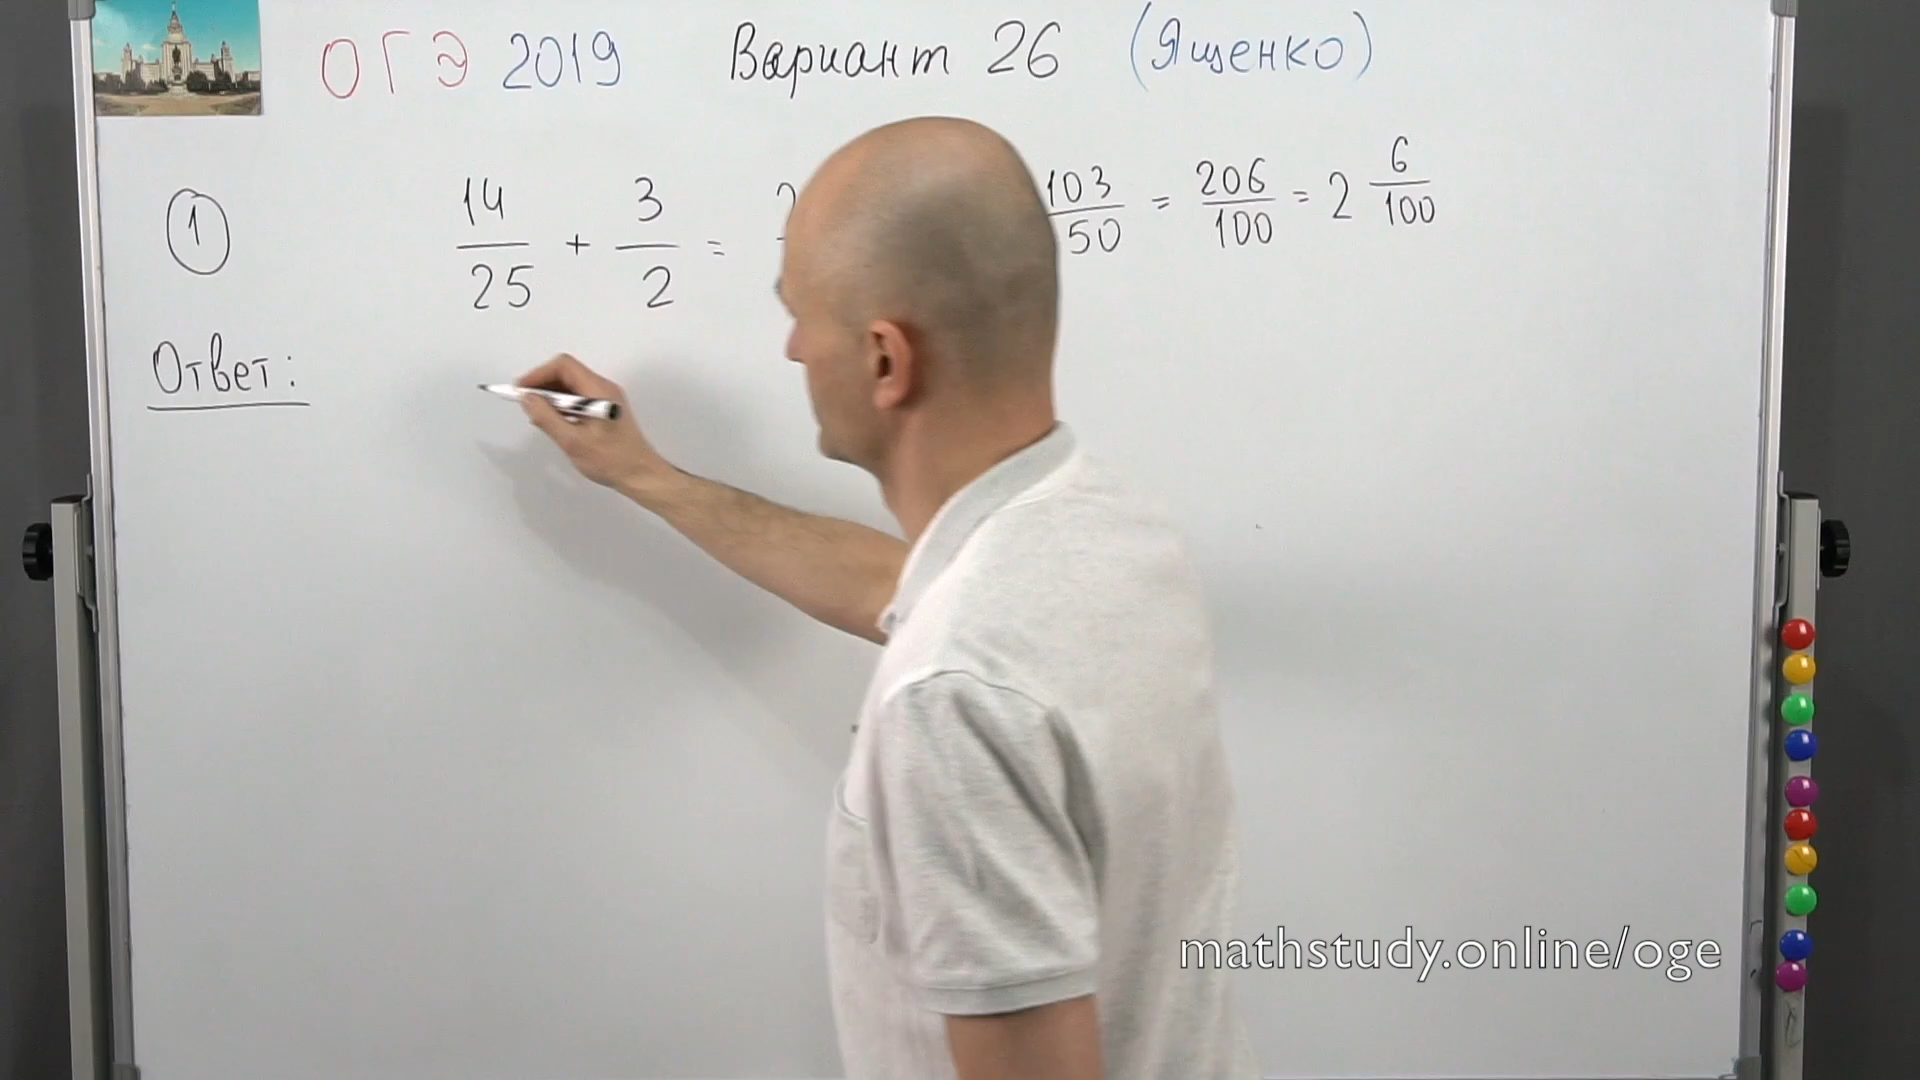 ОГЭ 2019 Вариант 26 (Ященко)
1 14/25 + 3/2 = 103/50 = 206/100 = 2 6/100
Ответ:
mathstudy.online/oge